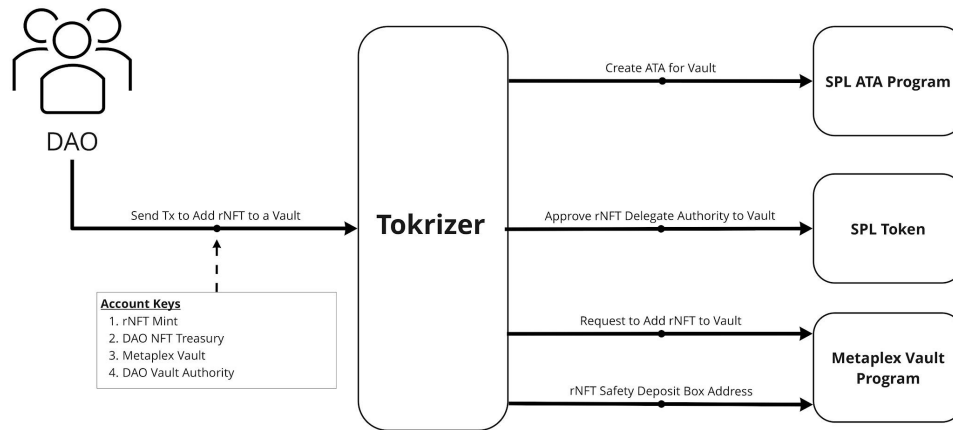 DAO
Send Tx to Add rNFT to a Vault
Account Keys
1. rNFT Mint
2. DAO NFT Treasury
3. Metaplex Vault
4. DAO Vault Authority
Tokrizer
Create ATA for Vault
SPL ATA Program
Approve rNFT Delegate Authority to Vault
SPL Token
Request to Add rNFT to Vault
rNFT Safety Deposit Box Address
Metaplex Vault
Program